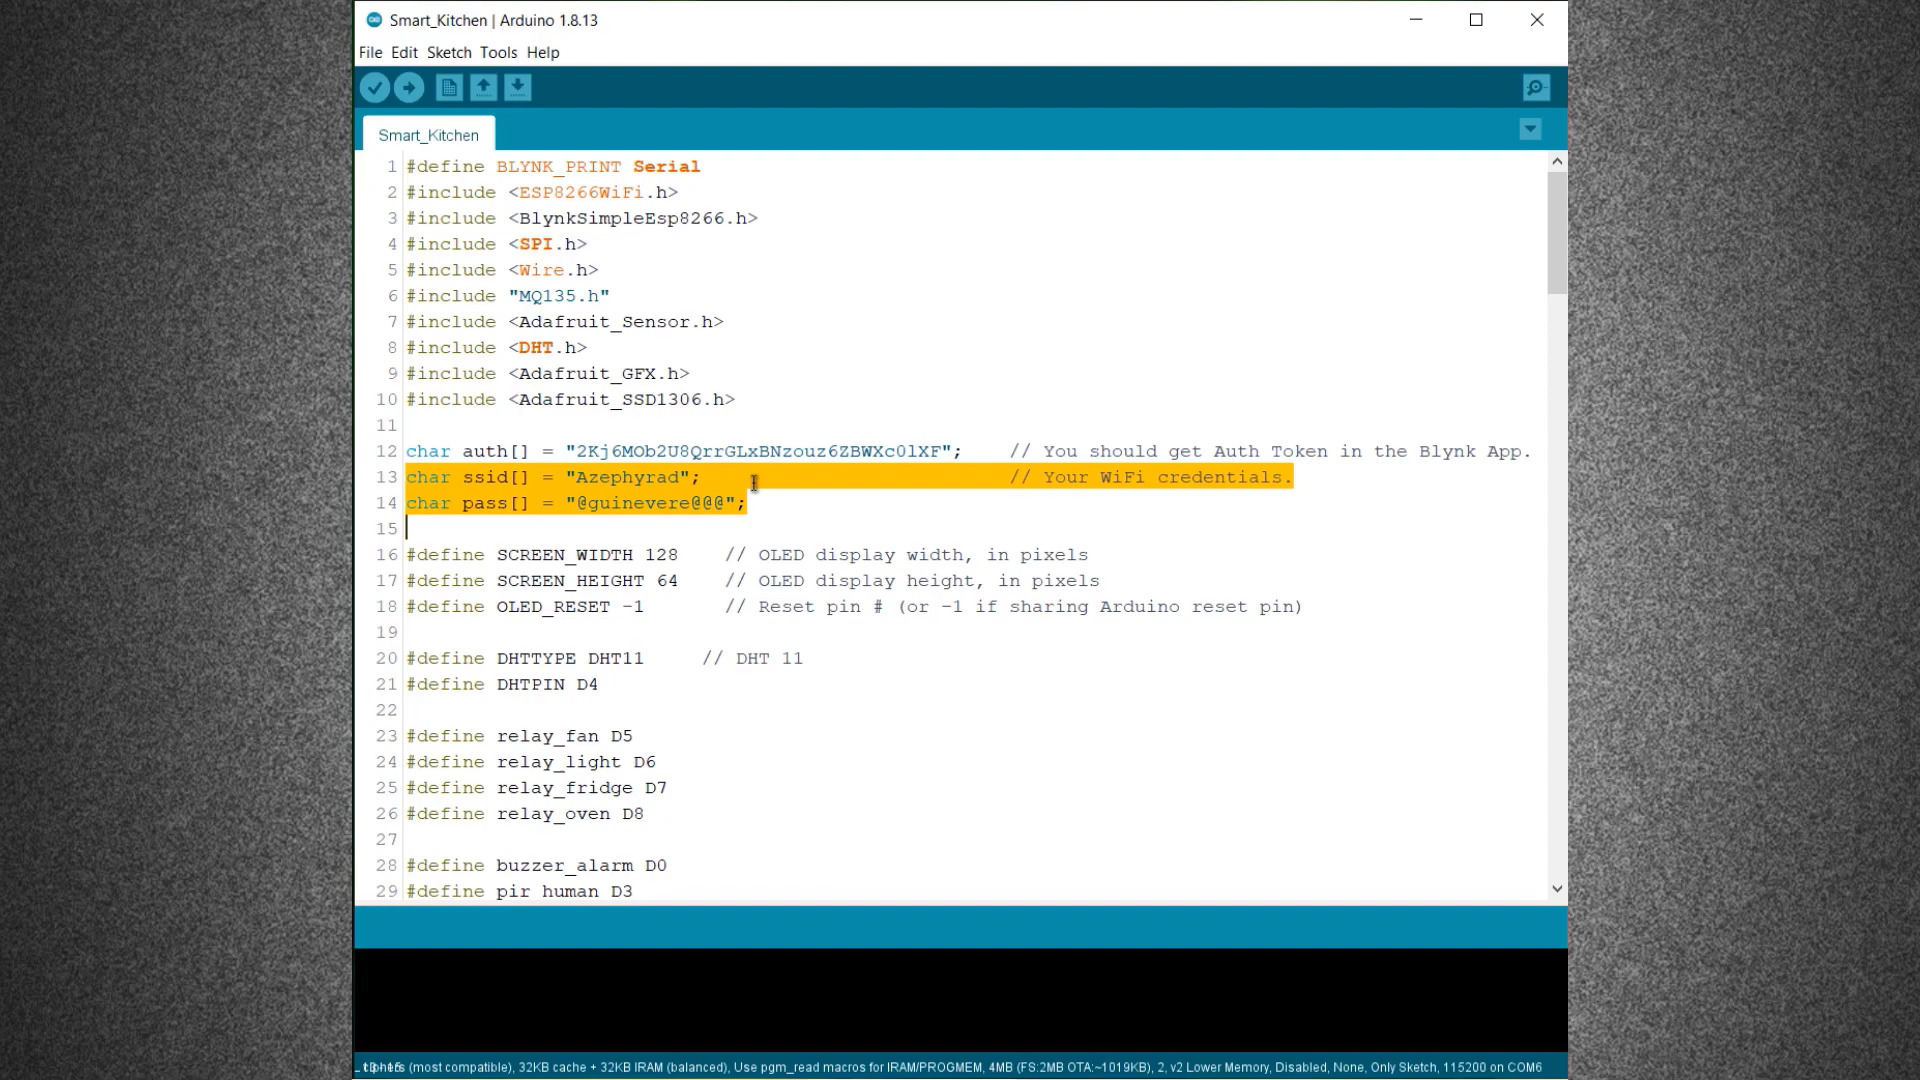 Smart_Kitchen | Arduino 1.8.13
File Edit Sketch Tools Help
Smart_Kitchen
1 #define BLYNK_PRINT Serial
2 #include <ESP8266WiFi.h>
3 #include <BlynkSimpleEsp8266.h>
4 #include <SPI.h>
5 #include <Wire.h>
6 #include "MQ135.h"
7 #include <Adafruit_Sensor.h>
8 #include <DHT.h>
9 #include <Adafruit_GFX.h>
10 #include <Adafruit_SSD1306.h>
11
12 char auth[] = "2Kj6MOb2U8QrrGLxBNzouz6ZBWXc0lXF"; // You should get Auth Token in the Blynk App.
13 char ssid[] = "Azephyrad"; // Your WiFi credentials.
14 char pass[] = "@guinevere@@@";
15
16 #define SCREEN_WIDTH 128 // OLED display width, in pixels
17 #define SCREEN_HEIGHT 64 // OLED display height, in pixels
18 #define OLED_RESET -1 // Reset pin # (or -1 if sharing Arduino reset pin)
19
20 #define DHTTYPE DHT11 // DHT 11
21 #define DHTPIN D4
22
23 #define relay_fan D5
24 #define relay_light D6
25 #define relay_fridge D7
26 #define relay_oven D8
27
28 #define buzzer_alarm D0
29 #define pir_human D3
(most compatible), 32KB cache + 32KB IRAM (balanced), Use pgm_read macros for IRAM/PROGMEM, 4MB (FS:2MB OTA:~1019KB), 2, v2 Lower Memory, Disabled, None, Only Sketch, 115200 on COM6